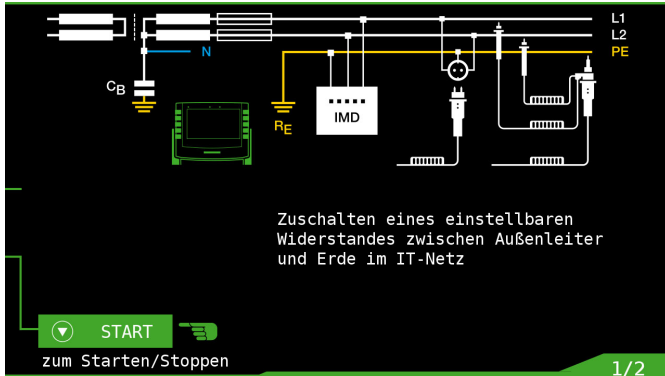 L1
L2
N
PE
CB
RE
IMD
Zuschalten eines einstellbaren
Widerstandes zwischen Außenleiter
und Erde im IT-Netz
START
zum Starten/Stoppen
1/2